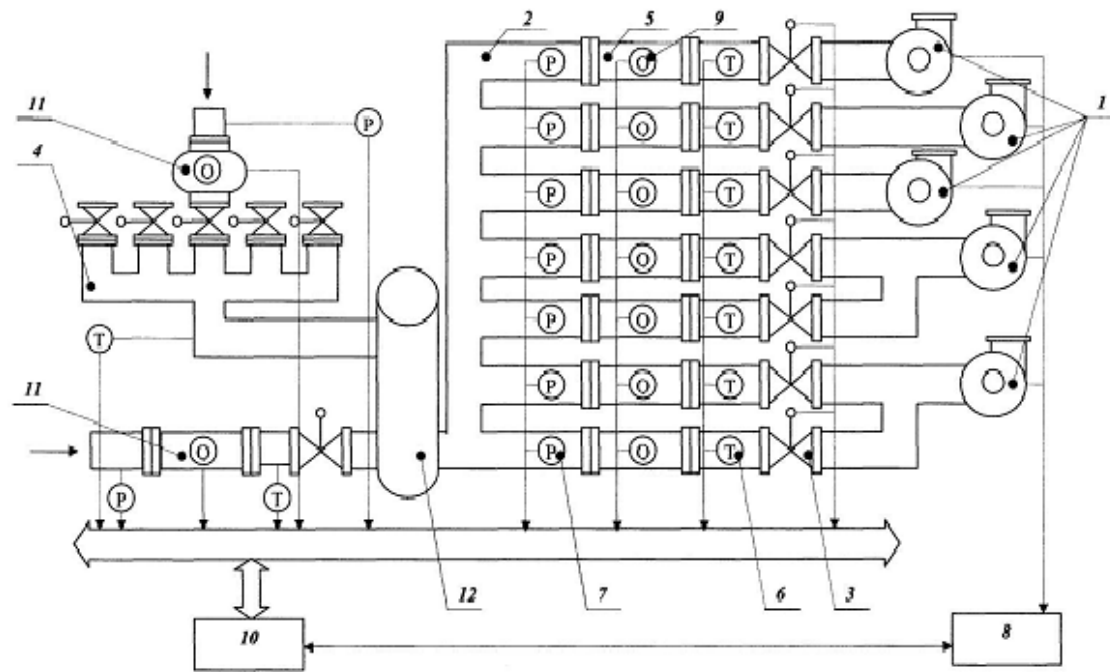 2 5 9
11 P P O T 1
4 O P O T
P O T
P O T
T P O T
11 P O T
O P O T
P T
12 7 6 3
10 8